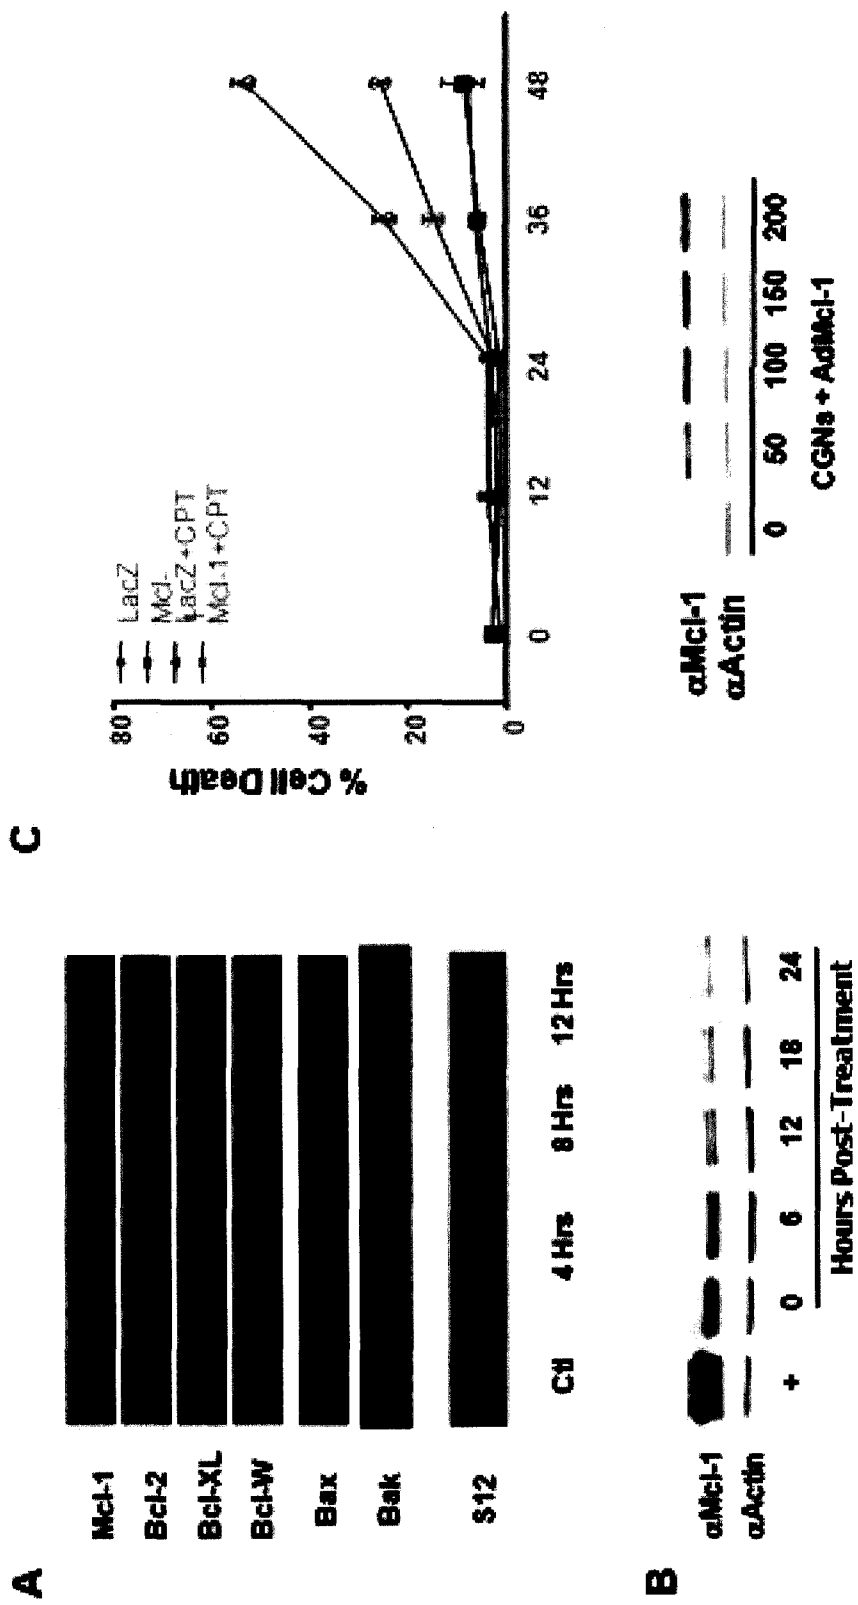 A
Mcl-1
Bcl-2
Bcl-XL
Bcl-W
Bax
Bak
S12
Ctl 4 Hrs 8 Hrs 12 Hrs
B
αMcl-1
αActin
+ 0 6 12 18 24
Hours Post-Treatment
C
% Cell Death
80
60
40
20
0
LacZ
Mcl-
LacZ+CPT
Mcl-1+CPT
0 12 24 36 48
αMcl-1
αActin
0 50 100 150 200
CGNs + AdMcl-1